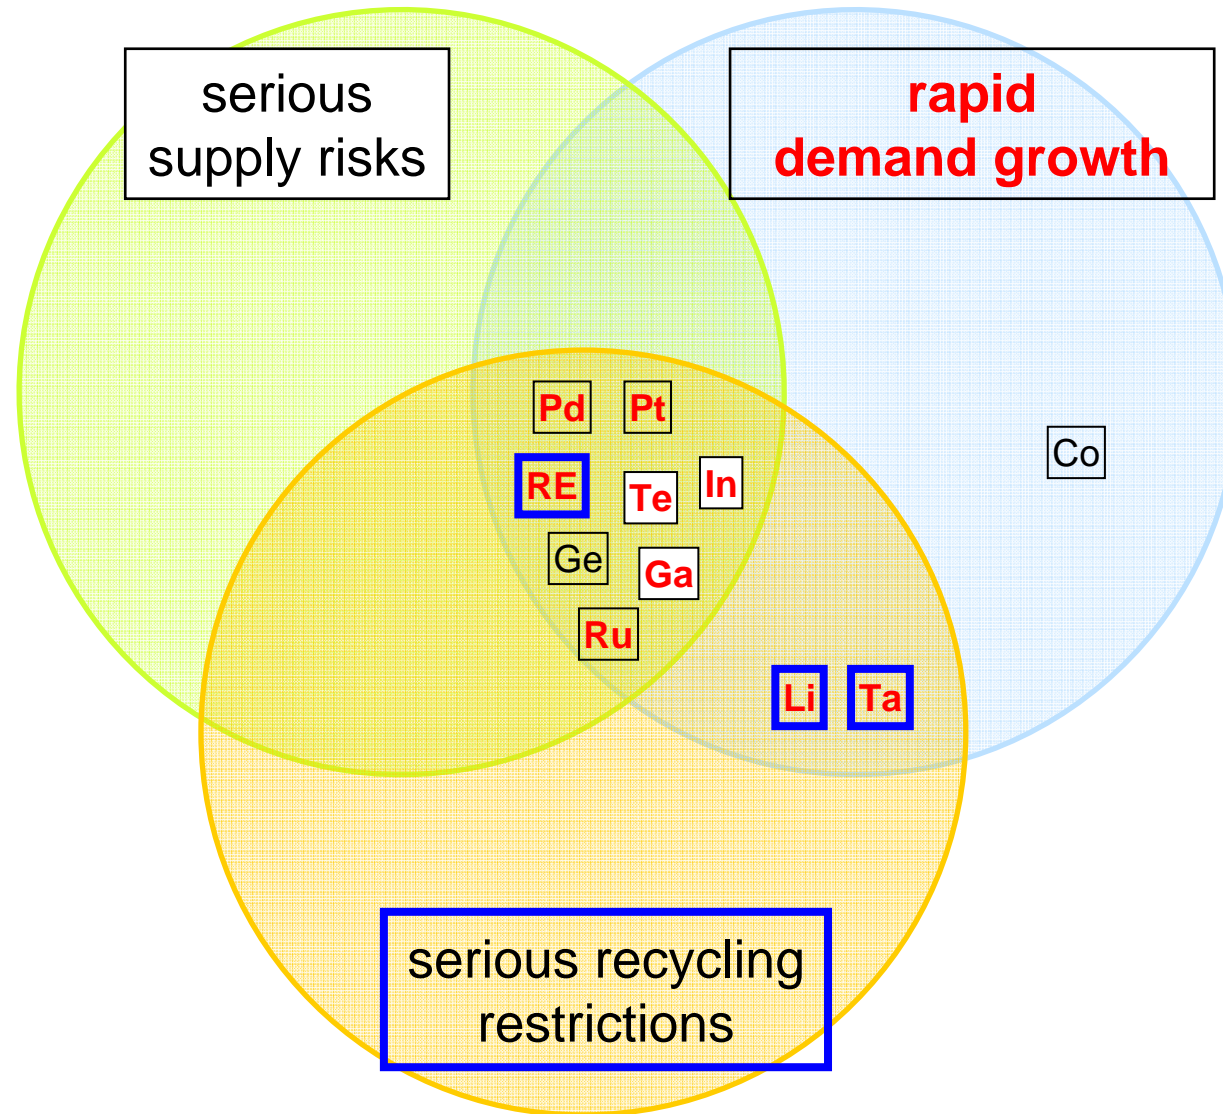 serious
supply risks
rapid
demand growth
Pd
Pt
Co
RE
Te
In
Ge
Ga
Ru
Li
Ta
serious recycling
restrictions